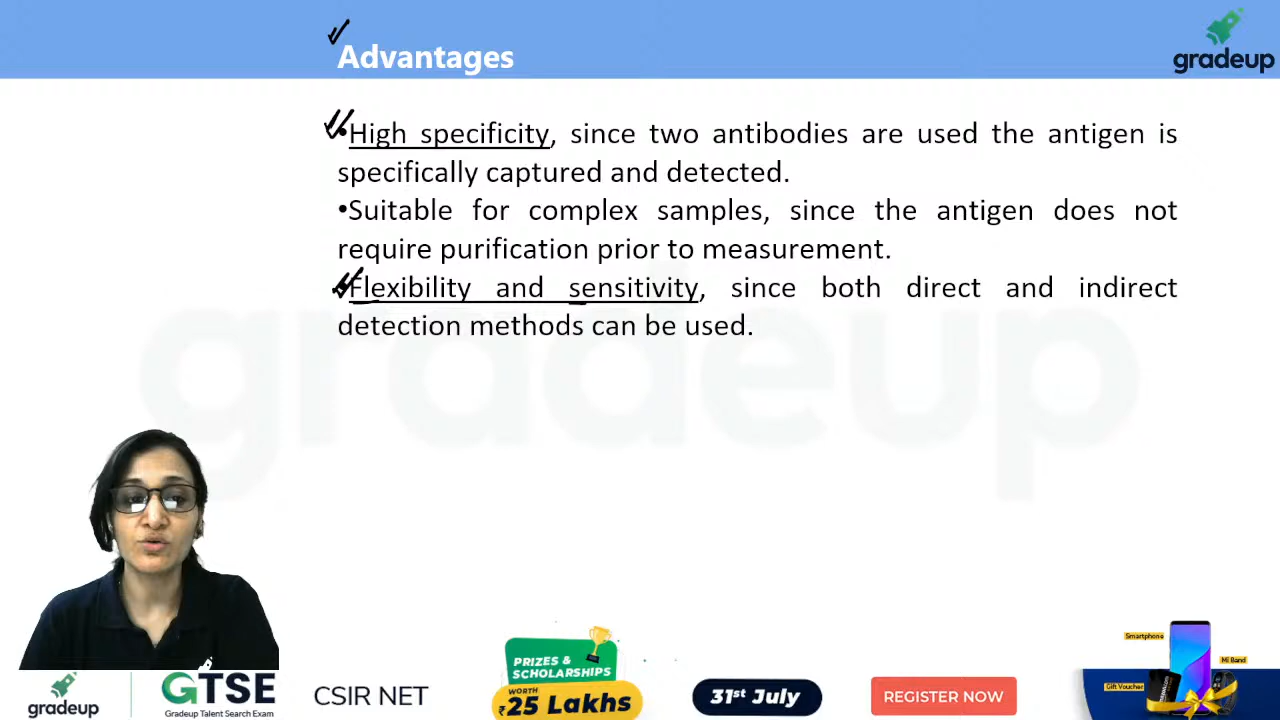 Advantages
gradeup
•High specificity, since two antibodies are used the antigen is
specifically captured and detected.
•Suitable for complex samples, since the antigen does not
require purification prior to measurement.
•Flexibility and sensitivity, since both direct and indirect
detection methods can be used.
gradeup
gradeup
GTSE
Gradeup Talent Search Exam
CSIR NET
PRIZES &
SCHOLARSHIPS
WORTH
₹25 Lakhs
31st July
REGISTER NOW
Smartphone
Mi Band
Gift Voucher